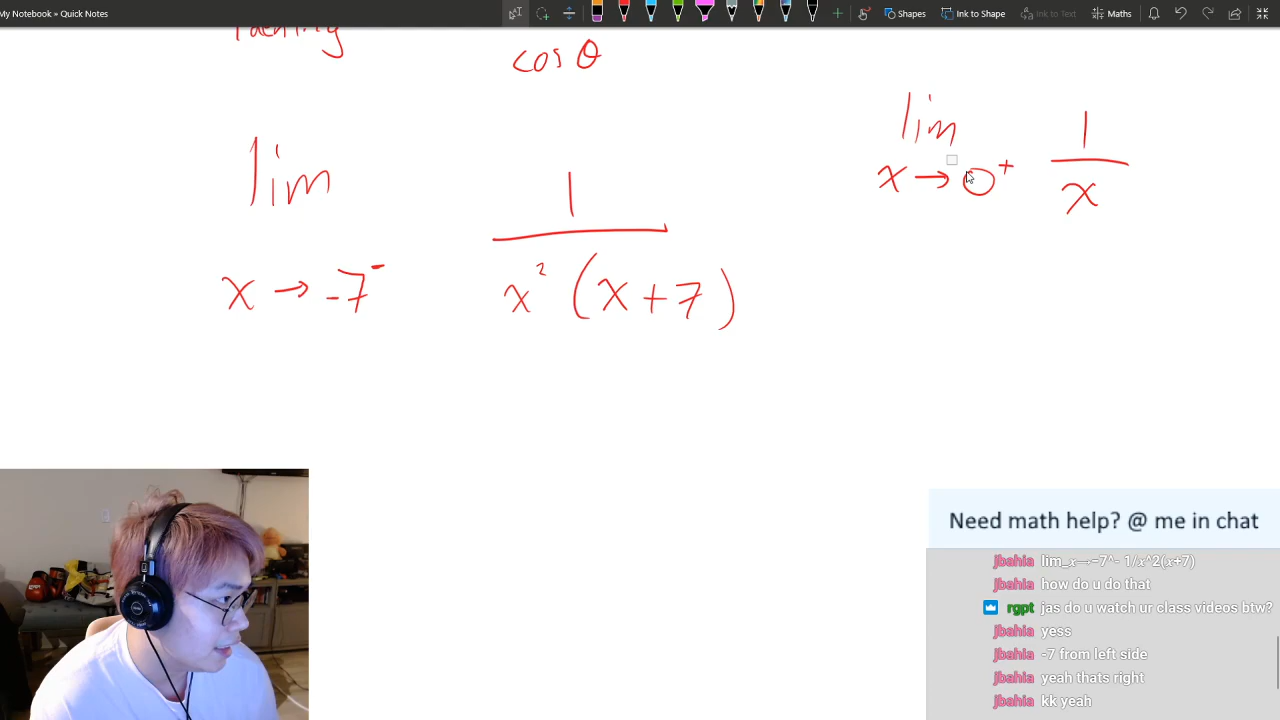 My Notebook » Quick Notes
Shapes
Ink to Shape
Ink to Text
Maths
cos θ
lim
x → -7⁻
1
x² (x+7)
lim
x → 0⁺
1
x
Need math help? @ me in chat
jbahia lim_x→−7^- 1/x^2(x+7)
jbahia how do u do that
rgpt jas do u watch ur class videos btw?
jbahia yess
jbahia -7 from left side
jbahia yeah thats right
jbahia kk yeah